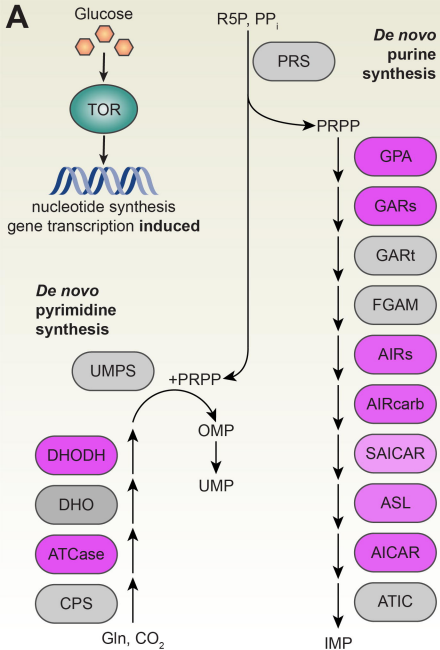 A
Glucose
TOR
nucleotide synthesis
gene transcription induced
R5P, PPi
PRS
De novo
purine
synthesis
PRPP
GPA
GARs
GARt
FGAM
AIRs
AIRcarb
SAICAR
ASL
AICAR
ATIC
IMP
De novo
pyrimidine
synthesis
UMPS
+PRPP
OMP
UMP
DHODH
DHO
ATCase
CPS
Gln, CO2